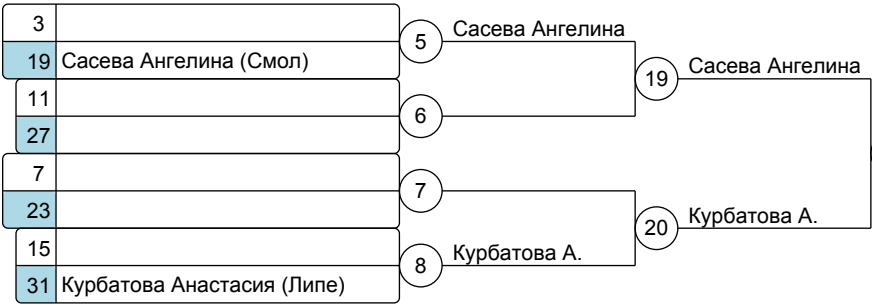 3
19 Сасева Ангелина (Смол)
5 Сасева Ангелина
19 Сасева Ангелина
11
27
6
7
23
7
20 Курбатова А.
15
31 Курбатова Анастасия (Липе)
8 Курбатова А.